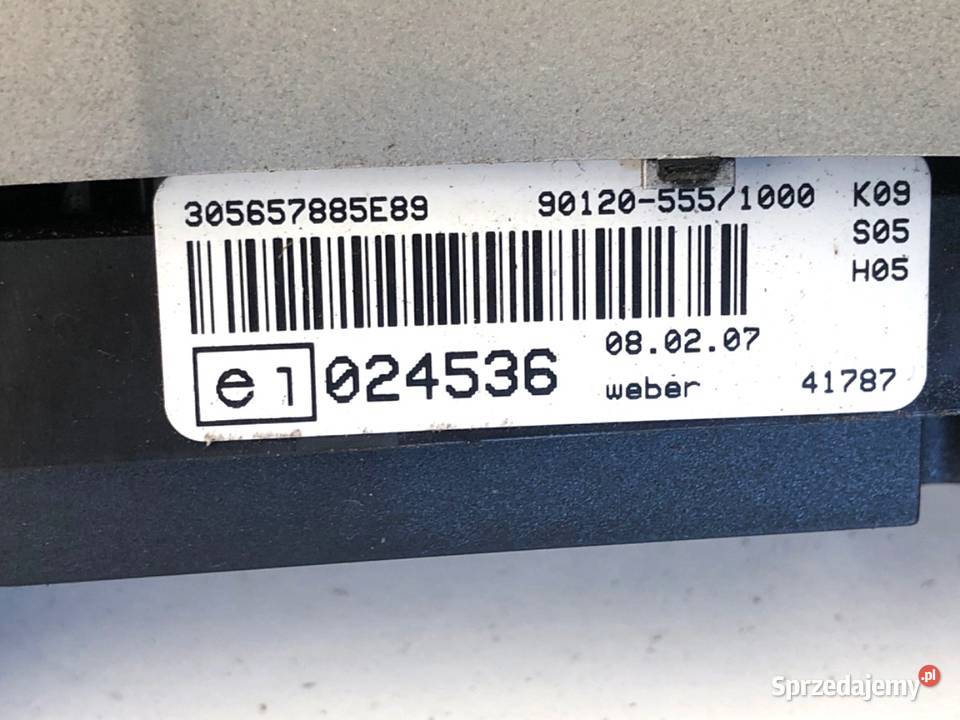 305657885E89 90120-555/1000 K09
S05
H05
08.02.07
e1 024536
weber 41787
Sprzedajemy.pl